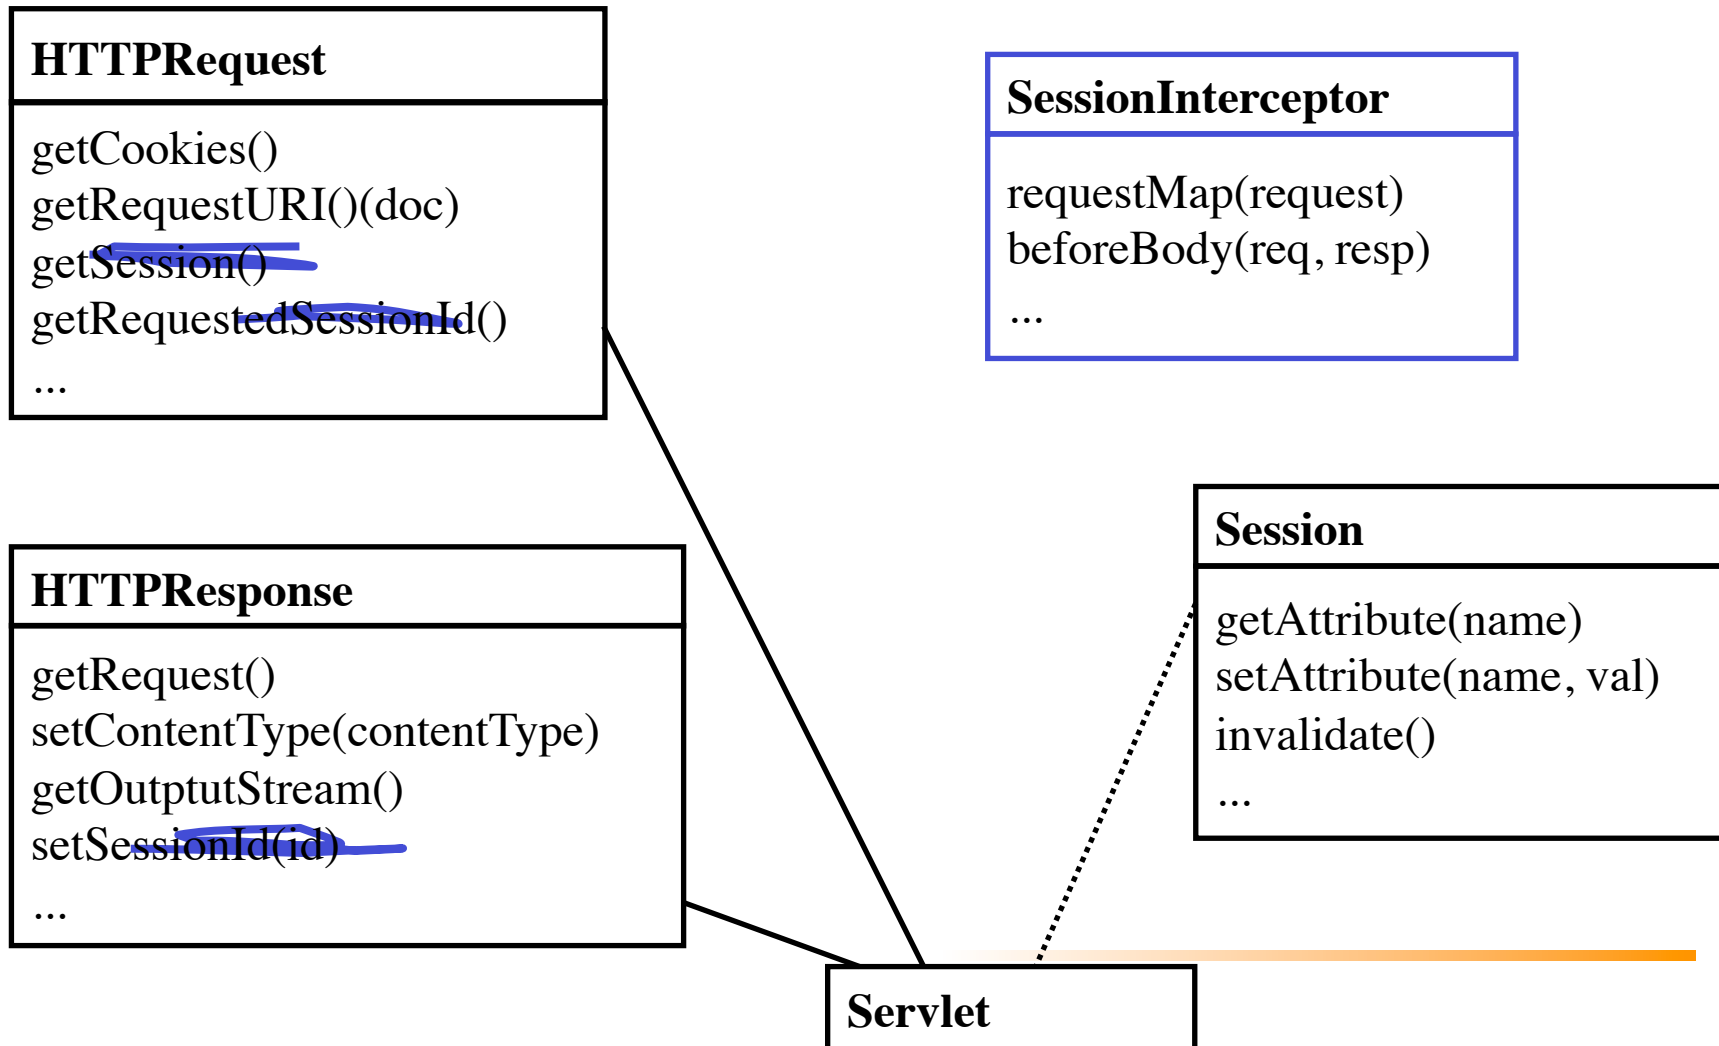 HTTPRequest
getCookies()
getRequestURI()(doc)
getSession()
getRequestedSessionId()
...
SessionInterceptor
requestMap(request)
beforeBody(req, resp)
...
HTTPResponse
getRequest()
setContentType(contentType)
getOutptutStream()
setSessionId(id)
...
Session
getAttribute(name)
setAttribute(name, val)
invalidate()
...
Servlet